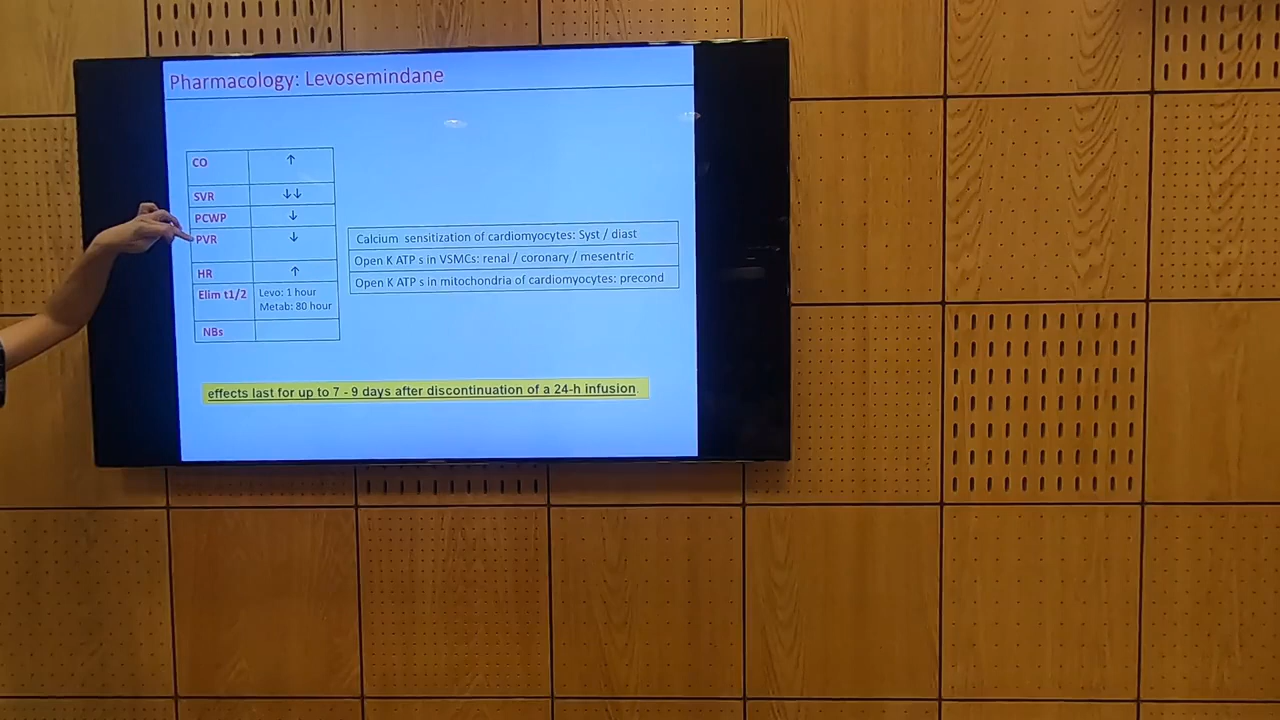 Pharmacology: Levosemindane
CO ↑
SVR ↓↓
PCWP ↓
PVR ↓
HR ↑
Elim t1/2 Levo: 1 hour
Metab: 80 hour
NBs
Calcium sensitization of cardiomyocytes: Syst / diast
Open K ATP s in VSMCs: renal / coronary / mesentric
Open K ATP s in mitochondria of cardiomyocytes: precond
effects last for up to 7 - 9 days after discontinuation of a 24-h infusion.